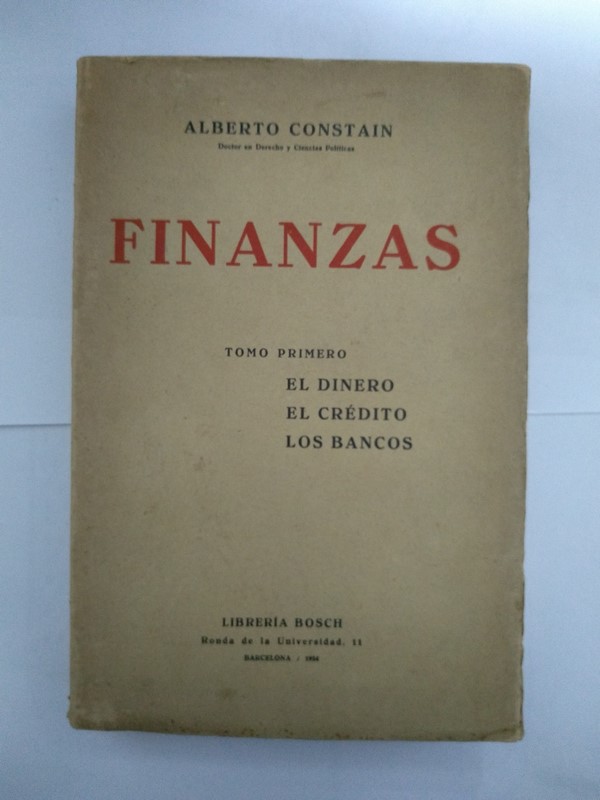 ALBERTO CONSTAIN
Doctor en Derecho y Ciencias Políticas
FINANZAS
TOMO PRIMERO
EL DINERO
EL CRÉDITO
LOS BANCOS
LIBRERÍA BOSCH
Ronda de la Universidad, 11
BARCELONA / 1934